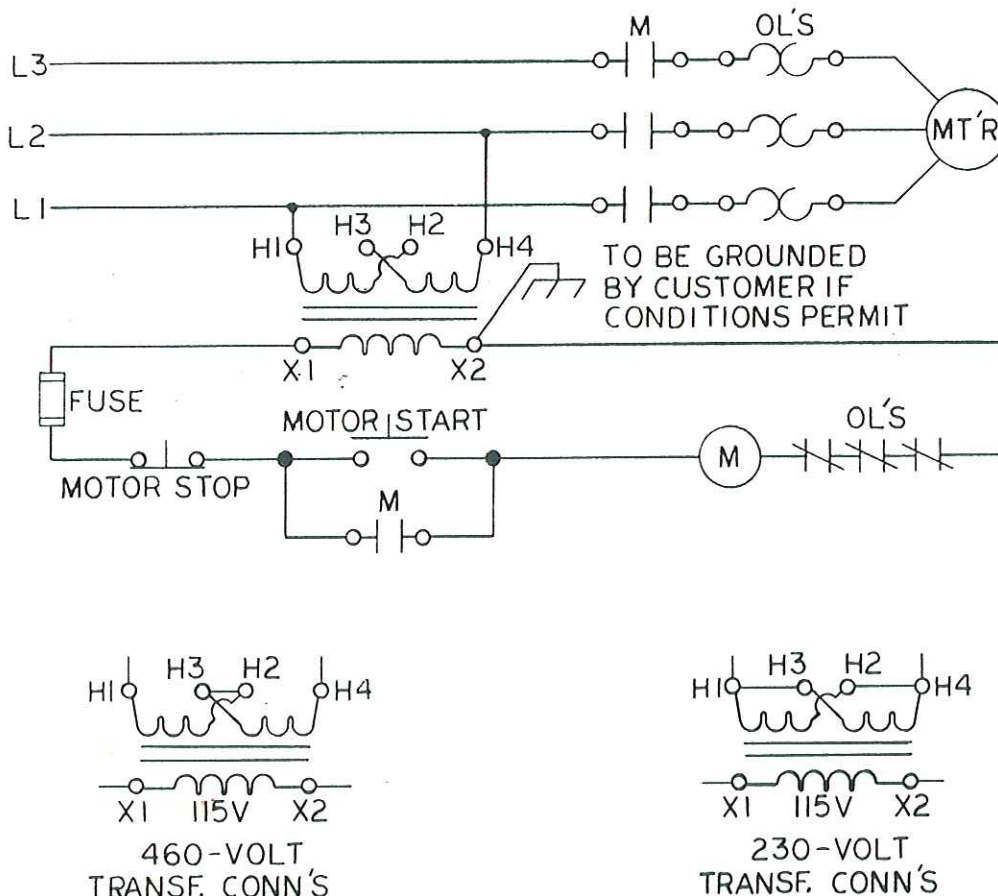 M
OL'S
L3
L2
MT'R
L1
H1
H3
H2
H4
TO BE GROUNDED
BY CUSTOMER IF
CONDITIONS PERMIT
X1
X2
FUSE
MOTOR START
OL'S
M
MOTOR STOP
M
H1
H3
H2
H4
X1
115V
X2
460-VOLT
TRANSF. CONN'S
H1
H3
H2
H4
X1
115V
X2
230-VOLT
TRANSF. CONN'S